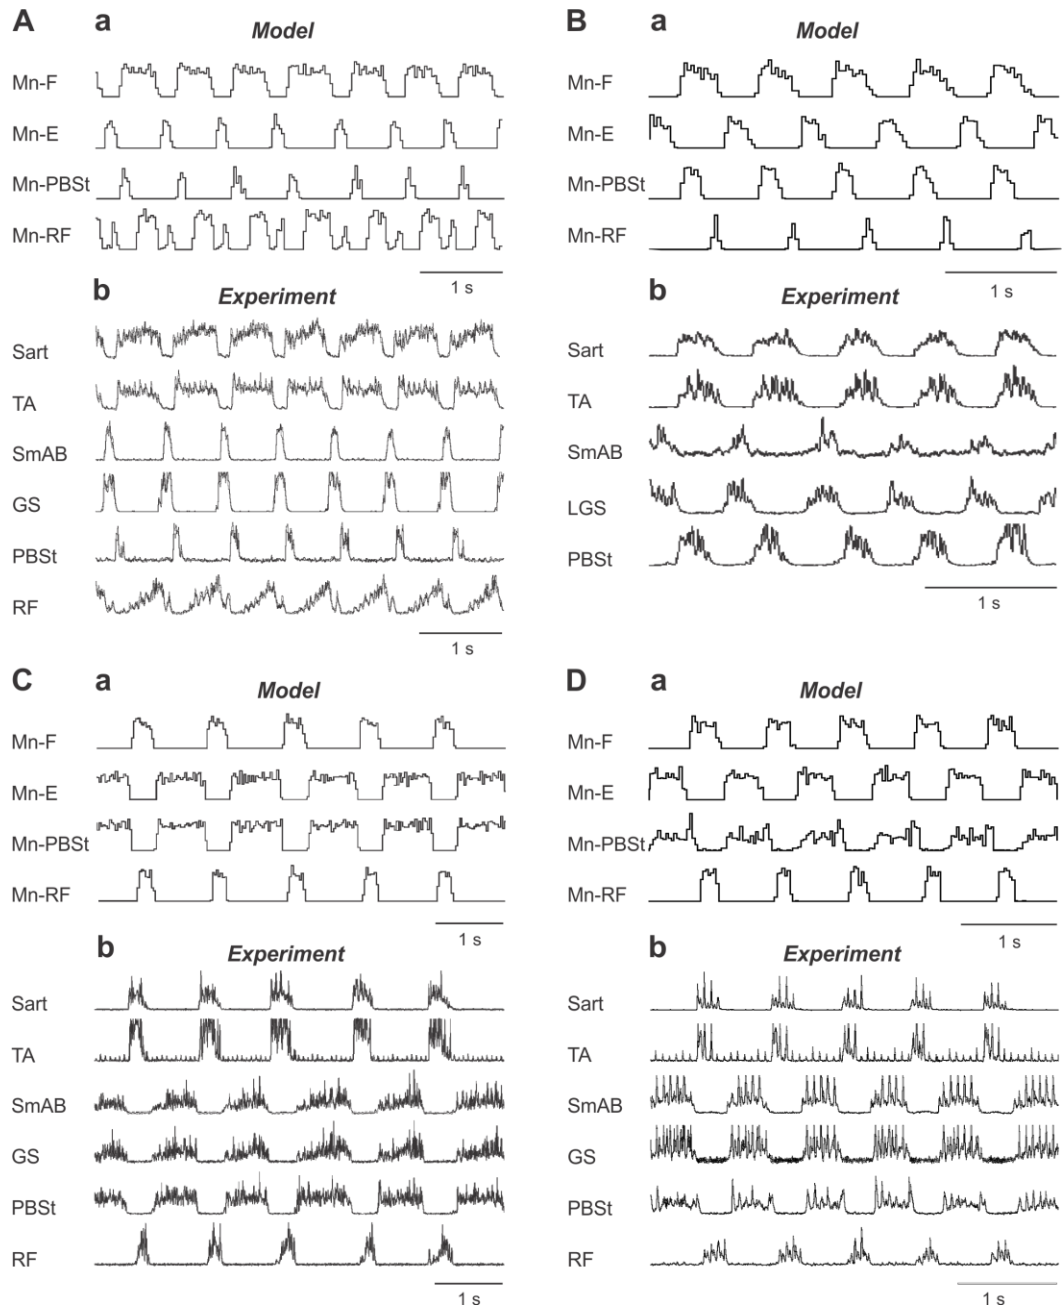 A a Model
Mn-F
Mn-E
Mn-PBSt
Mn-RF
1 s
b Experiment
Sart
TA
SmAB
GS
PBSt
RF
1 s
B a Model
Mn-F
Mn-E
Mn-PBSt
Mn-RF
1 s
b Experiment
Sart
TA
SmAB
LGS
PBSt
1 s
C a Model
Mn-F
Mn-E
Mn-PBSt
Mn-RF
1 s
b Experiment
Sart
TA
SmAB
GS
PBSt
RF
1 s
D a Model
Mn-F
Mn-E
Mn-PBSt
Mn-RF
1 s
b Experiment
Sart
TA
SmAB
GS
PBSt
RF
1 s